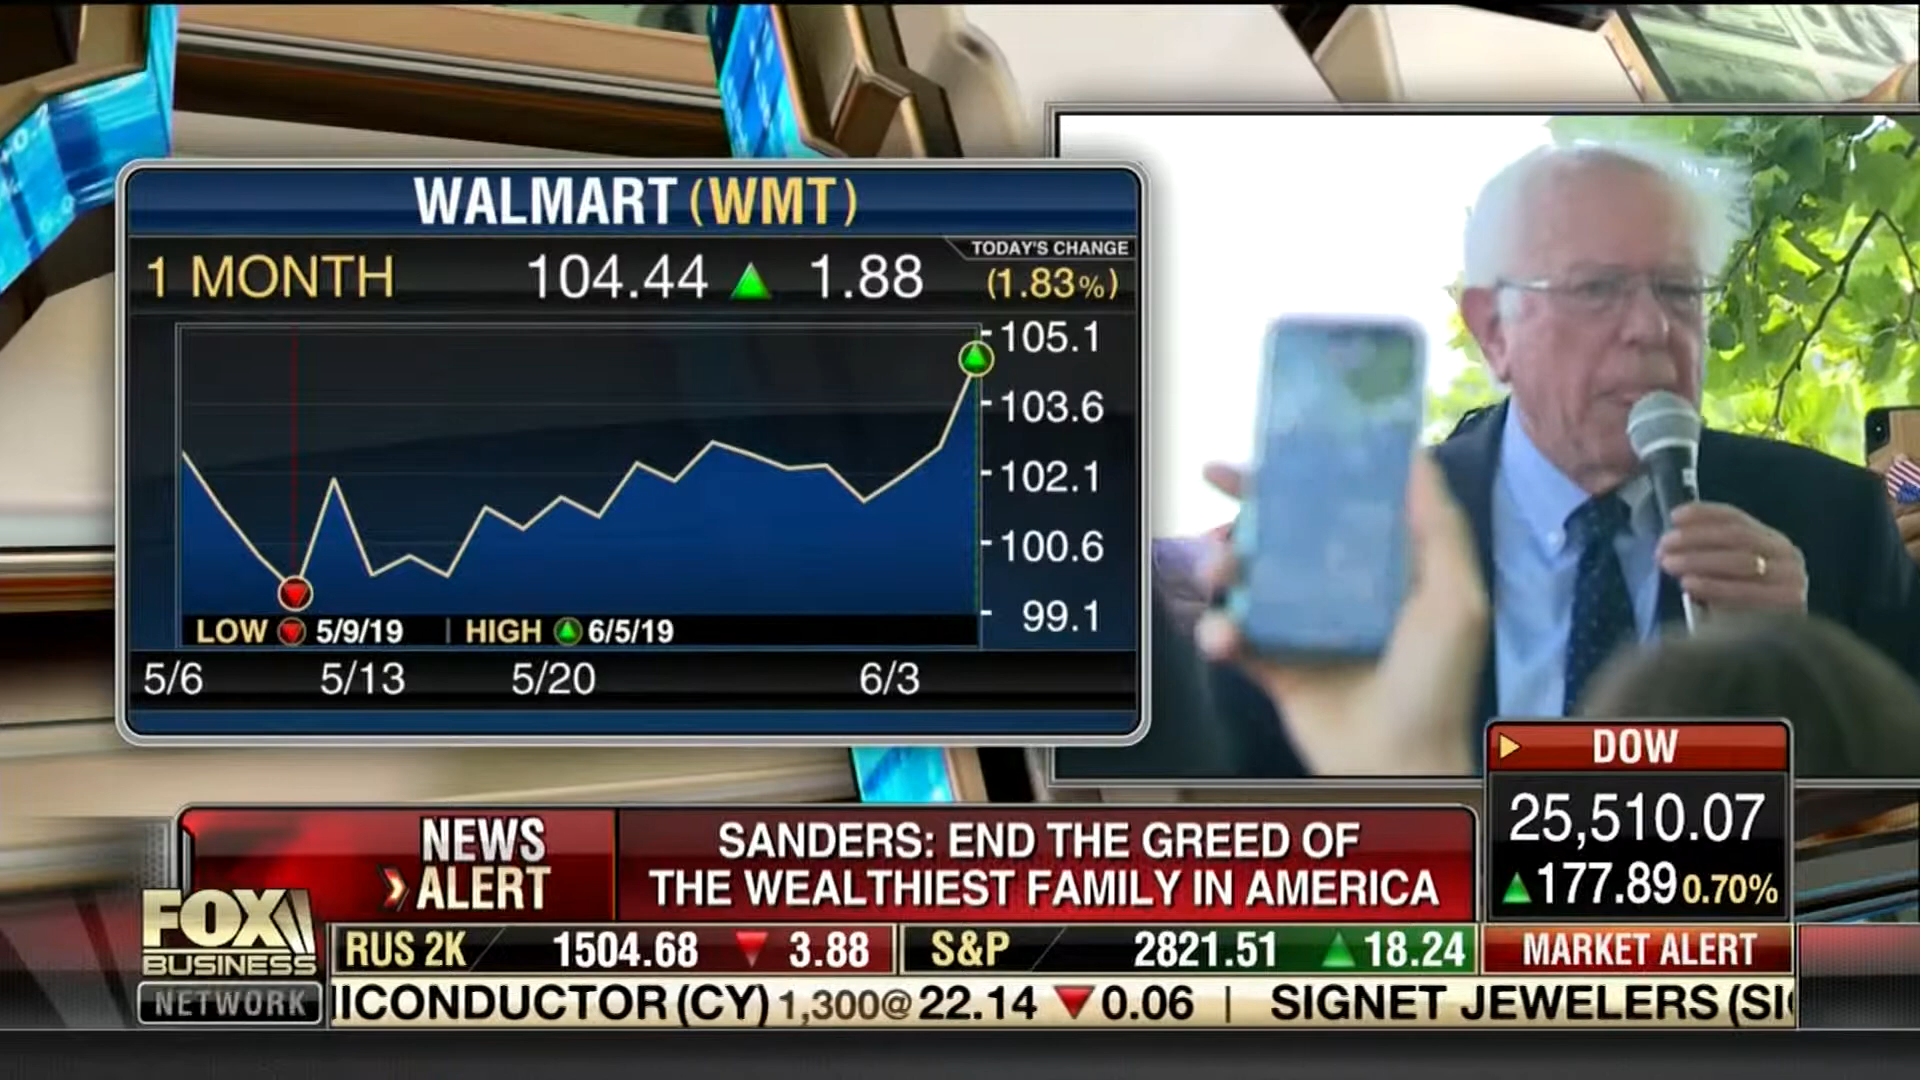 WALMART (WMT)
1 MONTH 104.44 ▲ 1.88 TODAY'S CHANGE (1.83%)
105.1
103.6
102.1
100.6
99.1
LOW ▼ 5/9/19 | HIGH ▲ 6/5/19
5/6 5/13 5/20 6/3
DOW
25,510.07
▲177.89 0.70%
MARKET ALERT
NEWS
ALERT
SANDERS: END THE GREED OF
THE WEALTHIEST FAMILY IN AMERICA
FOX
BUSINESS
NETWORK
RUS 2K 1504.68 ▼ 3.88 S&P 2821.51 ▲ 18.24
ICONDUCTOR (CY) 1,300@22.14 ▼0.06 | SIGNET JEWELERS (SI